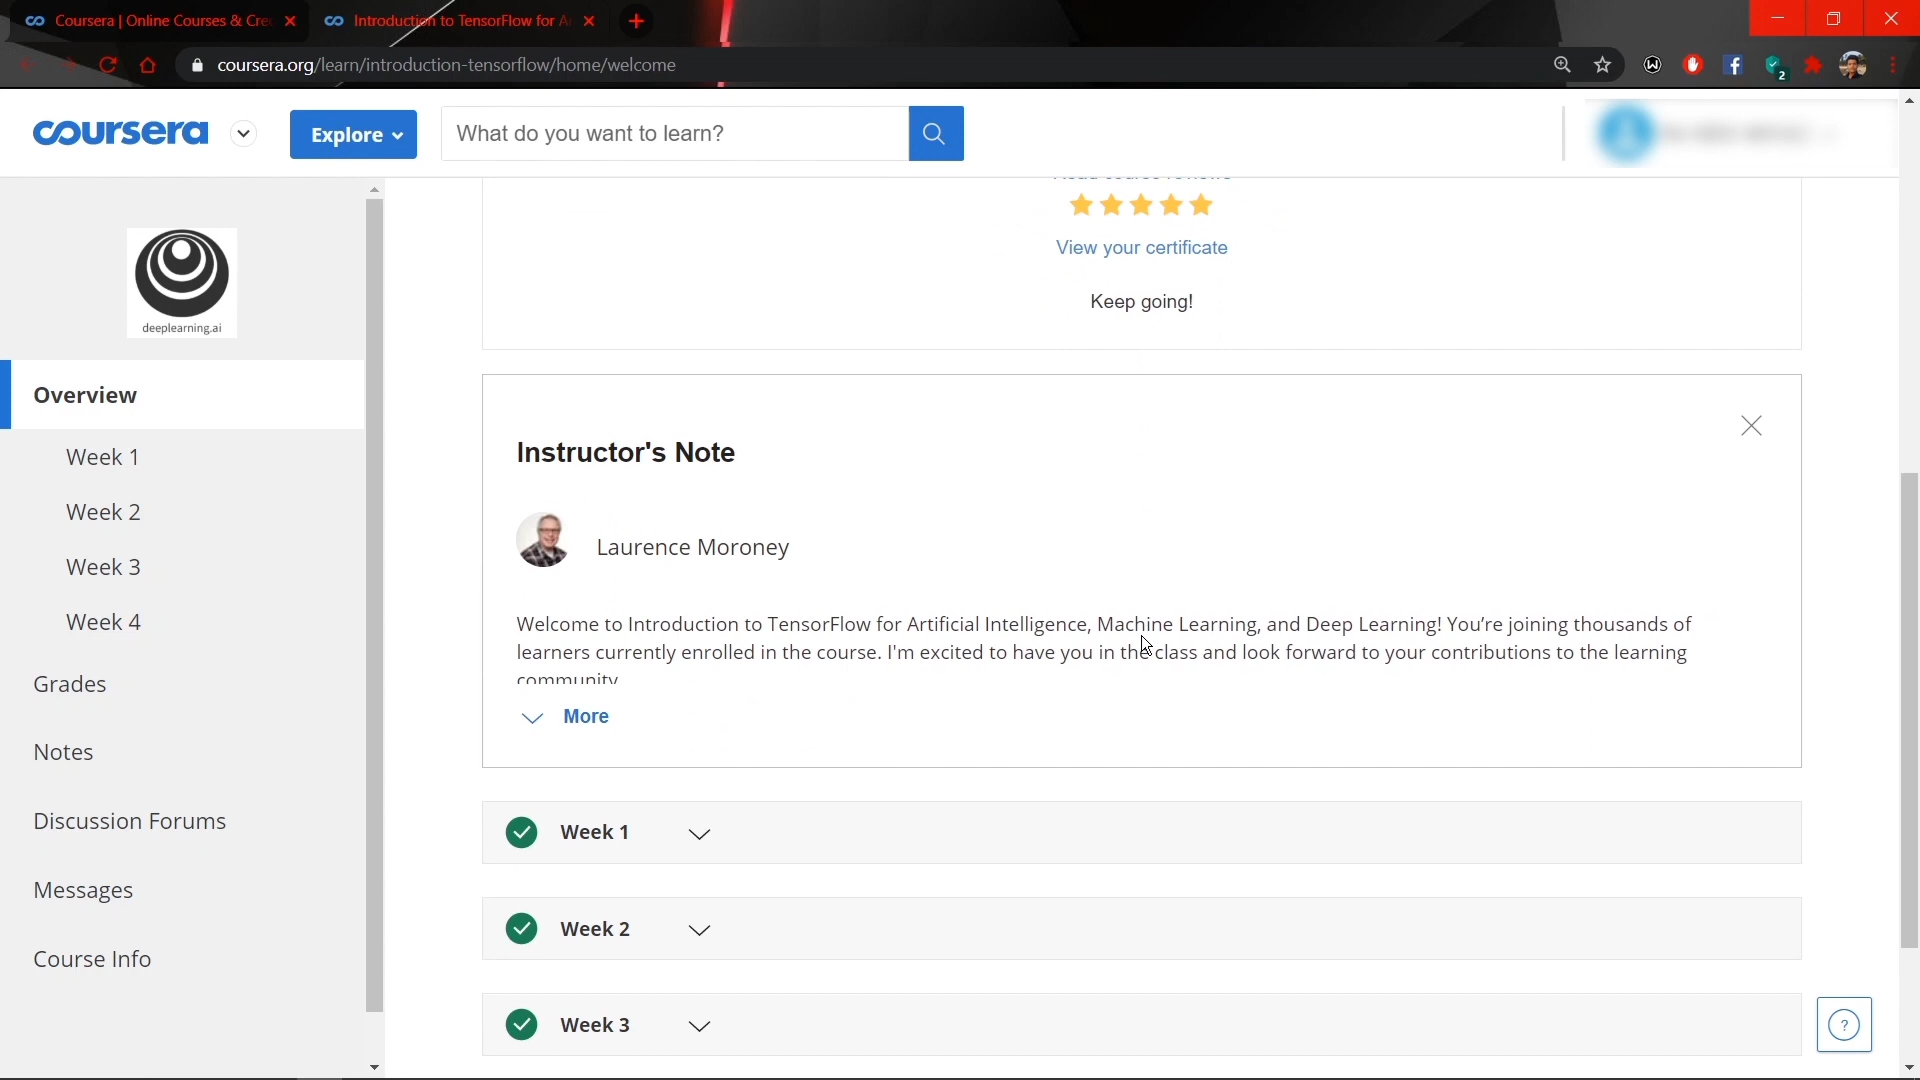 Coursera | Online Courses & Cre
Introduction to TensorFlow for A
coursera.org/learn/introduction-tensorflow/home/welcome
2
coursera
Explore
What do you want to learn?
deeplearning.ai
Overview
Week 1
Week 2
Week 3
Week 4
Grades
Notes
Discussion Forums
Messages
Course Info
Read course reviews
View your certificate
Keep going!
Instructor's Note
Laurence Moroney
Welcome to Introduction to TensorFlow for Artificial Intelligence, Machine Learning, and Deep Learning! You're joining thousands of
learners currently enrolled in the course. I'm excited to have you in the class and look forward to your contributions to the learning
community
More
Week 1
Week 2
Week 3
?